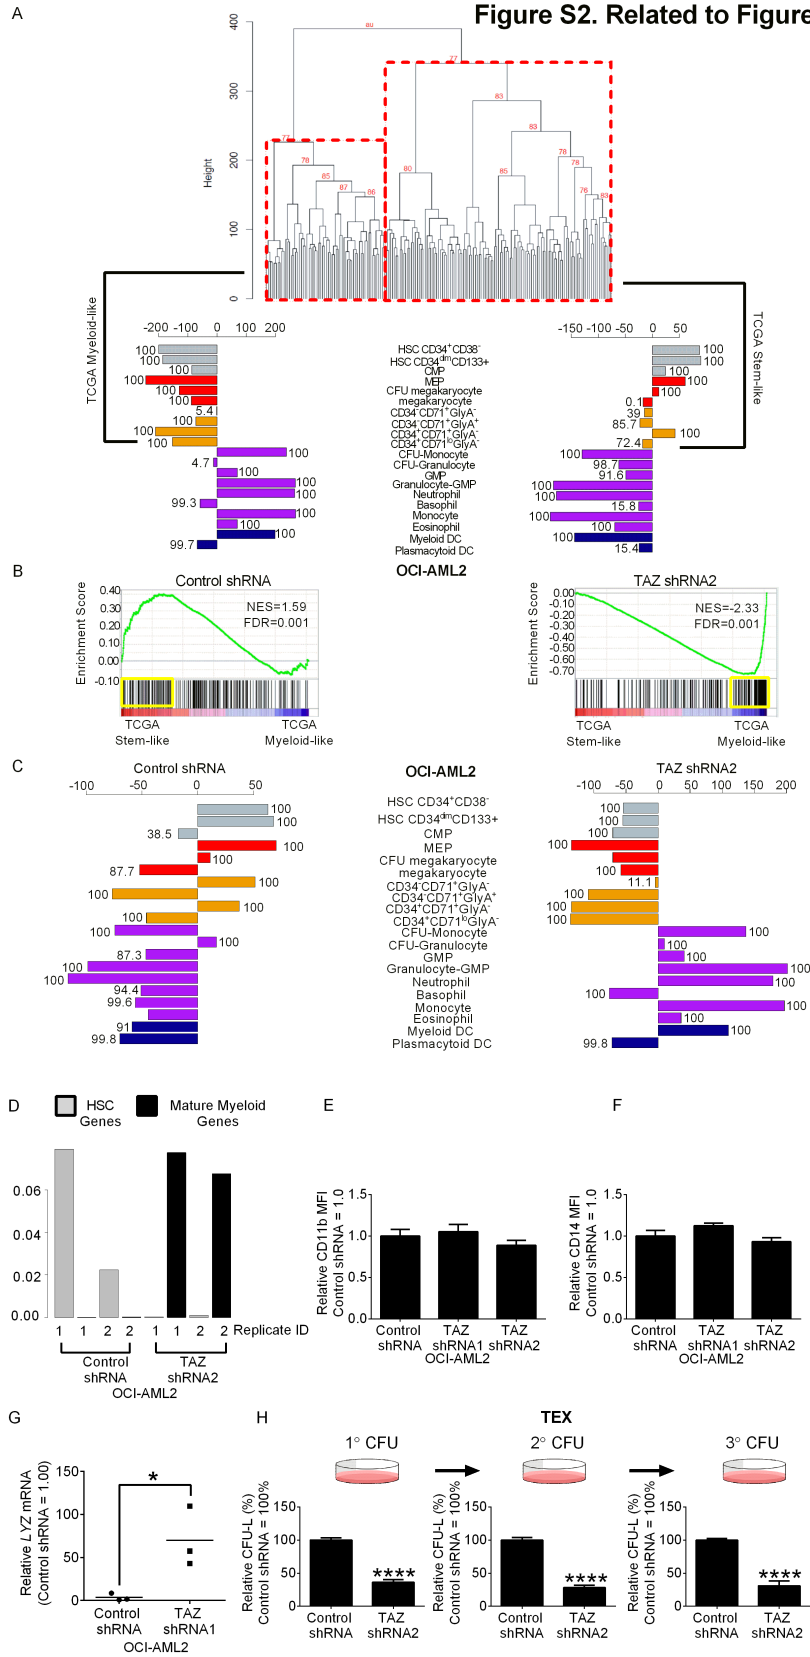 Figure S2. Related to Figure
A
Height
400
300
200
100
0
80
77
77
83
83
78
78
76
83
85
80
78
85
87
86
TCGA Myeloid-like
TCGA Stem-like
-200 -100 0 100 200
-150 -100 -50 0 50
100 HSC CD34+CD38- 100
100 HSC CD34dimCD133+ 100
100 CMP 100
100 MEP 100
100 CFU megakaryocyte 100
100 megakaryocyte 0.1
5.4 CD34-CD71+GlyA- 39
100 CD34-CD71+GlyA+ 85.7
100 CD34+CD71+GlyA- 100
100 CD34+CD71loGlyA- 72.4
100 CFU-Monocyte 100
4.7 CFU-Granulocyte 98.7
100 GMP 91.6
100 Granulocyte-GMP 100
100 Neutrophil 100
99.3 Basophil 15.8
100 Monocyte 100
100 Eosinophil 100
100 Myeloid DC 100
99.7 Plasmacytoid DC 15.4
B
OCI-AML2
Control shRNA
Enrichment Score
0.40
0.30
0.20
0.10
0.00
-0.10
NES=1.59
FDR=0.001
TCGA
Stem-like
TCGA
Myeloid-like
TAZ shRNA2
Enrichment Score
0.00
-0.10
-0.20
-0.30
-0.40
-0.50
-0.60
-0.70
NES=-2.33
FDR=0.001
TCGA
Stem-like
TCGA
Myeloid-like
C
Control shRNA
OCI-AML2
TAZ shRNA2
-100 -50 0 50
-100 -50 0 50 100 150 200
100 HSC CD34+CD38- 100
100 HSC CD34dimCD133+ 100
38.5 CMP 100
100 MEP 100
100 CFU megakaryocyte
87.7 megakaryocyte 100
100 CD34-CD71+GlyA- 11.1
100 CD34-CD71+GlyA+ 100
100 CD34+CD71+GlyA- 100
100 CD34+CD71loGlyA- 100
100 CFU-Monocyte 100
100 CFU-Granulocyte 100
87.3 GMP 100
100 Granulocyte-GMP 100
100 Neutrophil 100
94.4 Basophil 100
99.6 Monocyte 100
Eosinophil 100
91 Myeloid DC 100
99.8 Plasmacytoid DC 99.8
D
HSC Genes
Mature Myeloid Genes
0.06
0.04
0.02
0.00
1 1 2 2 1 1 2 2 Replicate ID
Control shRNA
TAZ shRNA2
OCI-AML2
E
Relative CD11b MFI
Control shRNA = 1.0
1.5
1.0
0.5
0.0
Control shRNA
TAZ shRNA1
TAZ shRNA2
OCI-AML2
F
Relative CD14 MFI
Control shRNA = 1.0
1.5
1.0
0.5
0.0
Control shRNA
TAZ shRNA1
TAZ shRNA2
OCI-AML2
G
Relative LYZ mRNA
(Control shRNA = 1.00)
150
100
50
0
*
Control shRNA
TAZ shRNA1
OCI-AML2
H
TEX
1° CFU
2° CFU
3° CFU
Relative CFU-L (%)
Control shRNA = 100%
150
100
50
0
****
Control shRNA
TAZ shRNA2
Relative CFU-L (%)
Control shRNA = 100%
150
100
50
0
****
Control shRNA
TAZ shRNA2
Relative CFU-L (%)
Control shRNA = 100%
150
100
50
0
****
Control shRNA
TAZ shRNA2